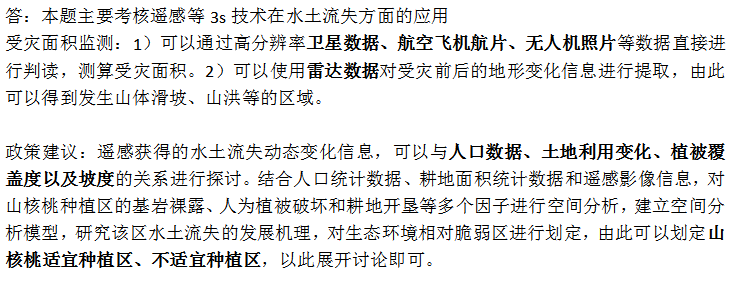 答：本题主要考核遥感等 3s 技术在水土流失方面的应用
受灾面积监测：1）可以通过高分辨率卫星数据、航空飞机航片、无人机照片等数据直接进
行判读，测算受灾面积。2）可以使用雷达数据对受灾前后的地形变化信息进行提取，由此
可以得到发生山体滑坡、山洪等的区域。
政策建议：遥感获得的水土流失动态变化信息，可以与人口数据、土地利用变化、植被覆
盖度以及坡度的关系进行探讨。结合人口统计数据、耕地面积统计数据和遥感影像信息，对
山核桃种植区的基岩裸露、人为植被破坏和耕地开垦等多个因子进行空间分析，建立空间分
析模型，研究该区水土流失的发展机理，对生态环境相对脆弱区进行划定，由此可以划定山
核桃适宜种植区、不适宜种植区，以此展开讨论即可。